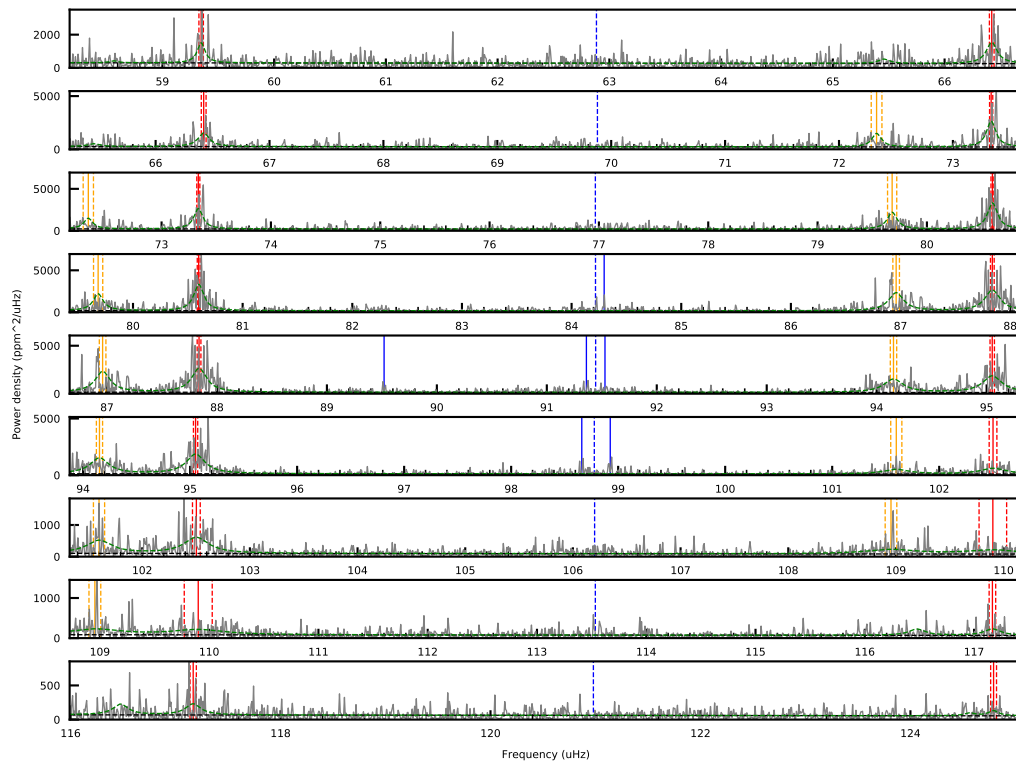 2000
0
59 60 61 62 63 64 65 66
5000
0
66 67 68 69 70 71 72 73
5000
0
73 74 75 76 77 78 79 80
5000
0
80 81 82 83 84 85 86 87 88
5000
0
87 88 89 90 91 92 93 94 95
5000
0
94 95 96 97 98 99 100 101 102
1000
0
102 103 104 105 106 107 108 109 110
1000
0
109 110 111 112 113 114 115 116 117
500
0
116 118 120 122 124
Power density (ppm^2/uHz)
Frequency (uHz)